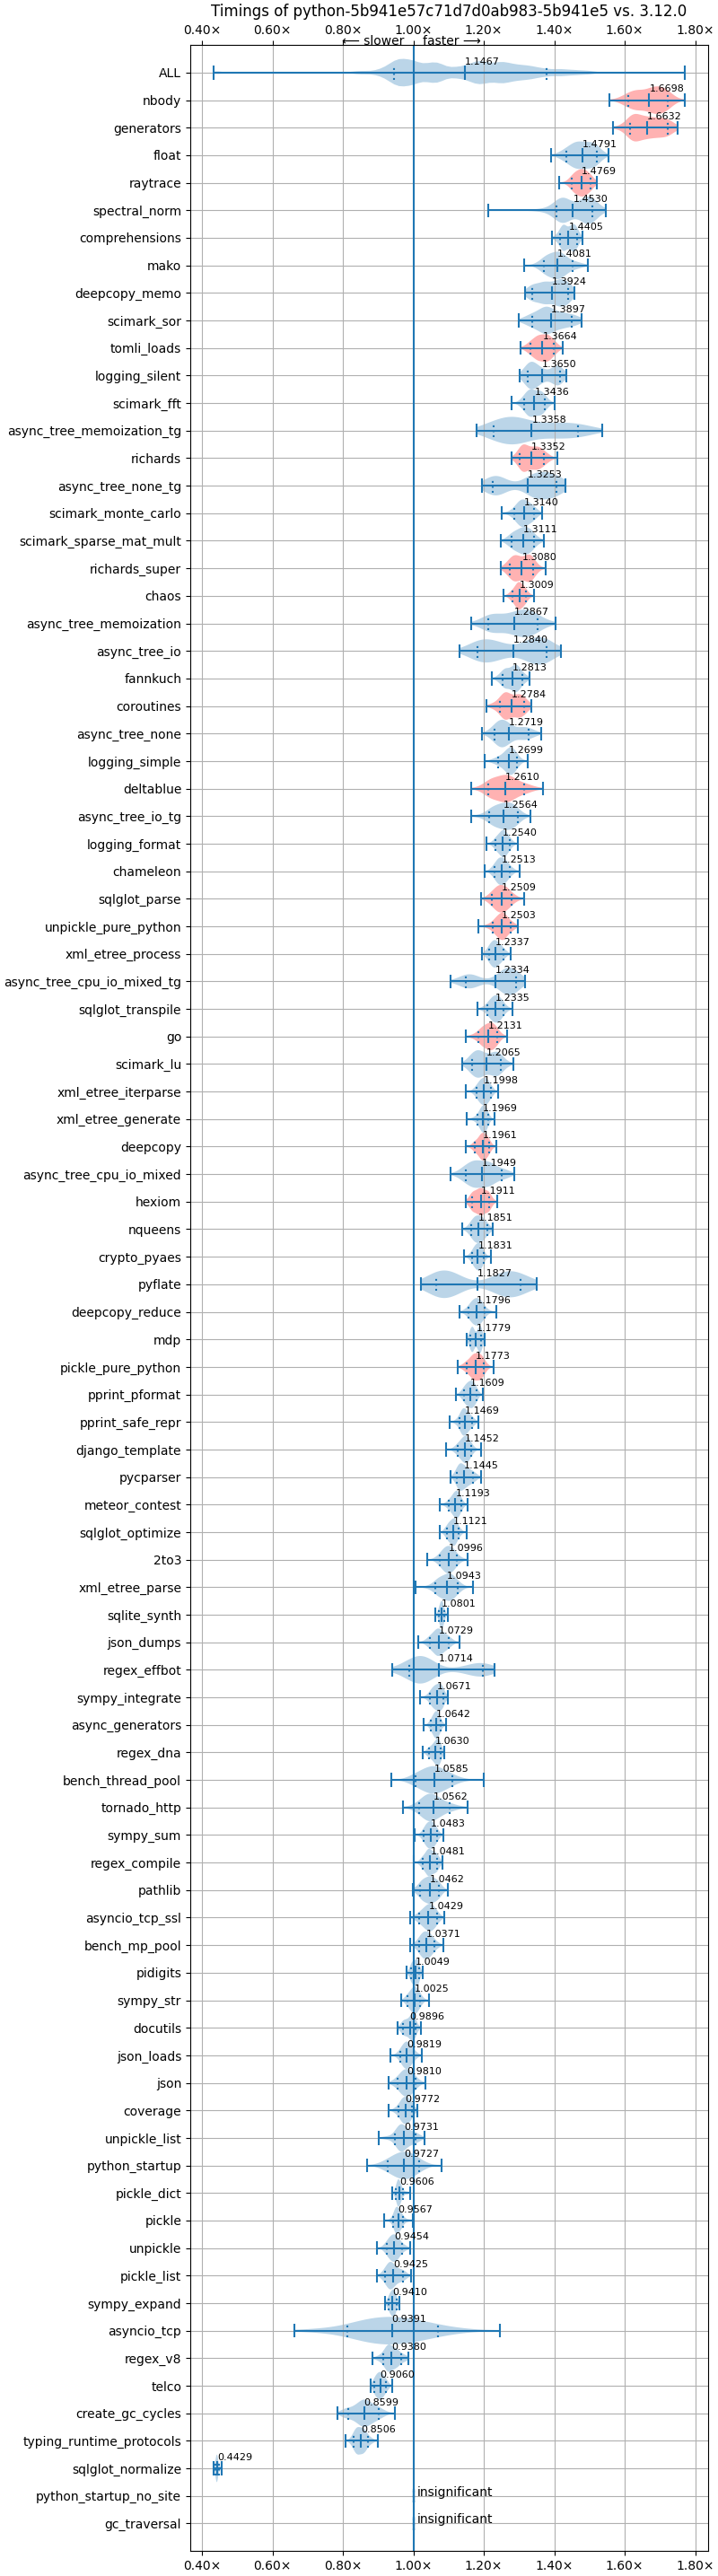 Timings of python-5b941e57c71d7d0ab983-5b941e5 vs. 3.12.0
0.40× 0.60× 0.80× 1.00× 1.20× 1.40× 1.60× 1.80×
⟵ slower faster ⟶
ALL 1.1467
nbody 1.6698
generators 1.6632
float 1.4791
raytrace 1.4769
spectral_norm 1.4530
comprehensions 1.4405
mako 1.4081
deepcopy_memo 1.3924
scimark_sor 1.3897
tomli_loads 1.3664
logging_silent 1.3650
scimark_fft 1.3436
async_tree_memoization_tg 1.3358
richards 1.3352
async_tree_none_tg 1.3253
scimark_monte_carlo 1.3140
scimark_sparse_mat_mult 1.3111
richards_super 1.3080
chaos 1.3009
async_tree_memoization 1.2867
async_tree_io 1.2840
fannkuch 1.2813
coroutines 1.2784
async_tree_none 1.2719
logging_simple 1.2699
deltablue 1.2610
async_tree_io_tg 1.2564
logging_format 1.2540
chameleon 1.2513
sqlglot_parse 1.2509
unpickle_pure_python 1.2503
xml_etree_process 1.2337
async_tree_cpu_io_mixed_tg 1.2334
sqlglot_transpile 1.2335
go 1.2131
scimark_lu 1.2065
xml_etree_iterparse 1.1998
xml_etree_generate 1.1969
deepcopy 1.1961
async_tree_cpu_io_mixed 1.1949
hexiom 1.1911
nqueens 1.1851
crypto_pyaes 1.1831
pyflate 1.1827
deepcopy_reduce 1.1796
mdp 1.1779
pickle_pure_python 1.1773
pprint_pformat 1.1609
pprint_safe_repr 1.1469
django_template 1.1452
pycparser 1.1445
meteor_contest 1.1193
sqlglot_optimize 1.1121
2to3 1.0996
xml_etree_parse 1.0943
sqlite_synth 1.0801
json_dumps 1.0729
regex_effbot 1.0714
sympy_integrate 1.0671
async_generators 1.0642
regex_dna 1.0630
bench_thread_pool 1.0585
tornado_http 1.0562
sympy_sum 1.0483
regex_compile 1.0481
pathlib 1.0462
asyncio_tcp_ssl 1.0429
bench_mp_pool 1.0371
pidigits 1.0049
sympy_str 1.0025
docutils 0.9896
json_loads 0.9819
json 0.9810
coverage 0.9772
unpickle_list 0.9731
python_startup 0.9727
pickle_dict 0.9606
pickle 0.9567
unpickle 0.9454
pickle_list 0.9425
sympy_expand 0.9410
asyncio_tcp 0.9391
regex_v8 0.9380
telco 0.9060
create_gc_cycles 0.8599
typing_runtime_protocols 0.8506
sqlglot_normalize 0.4429
python_startup_no_site insignificant
gc_traversal insignificant
0.40× 0.60× 0.80× 1.00× 1.20× 1.40× 1.60× 1.80×